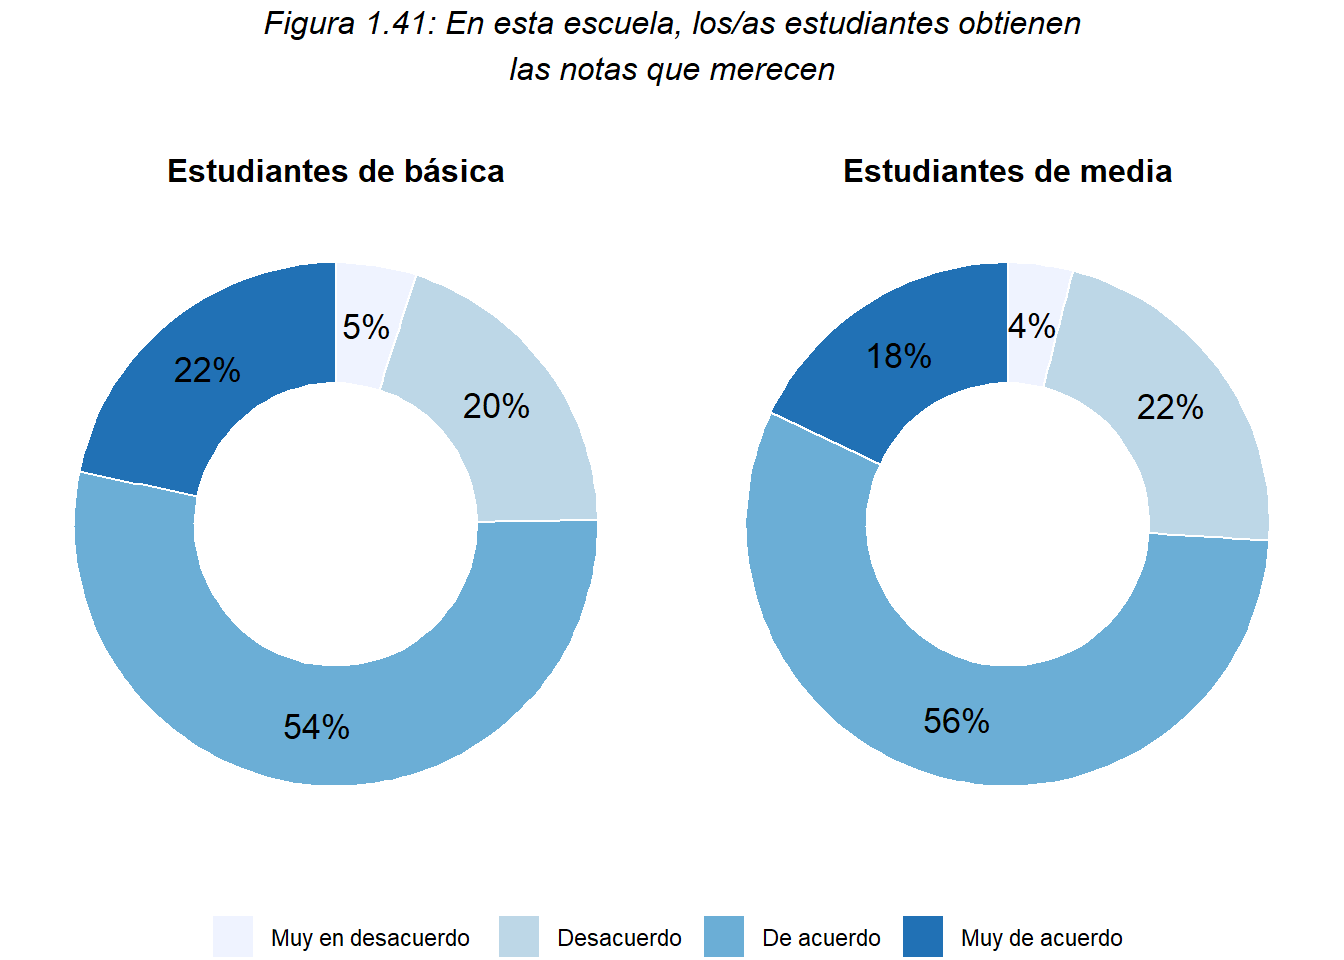 Figura 1.41: En esta escuela, los/as estudiantes obtienen
las notas que merecen
Estudiantes de básica
Estudiantes de media
5%
20%
54%
22%
4%
22%
56%
18%
Muy en desacuerdo
Desacuerdo
De acuerdo
Muy de acuerdo